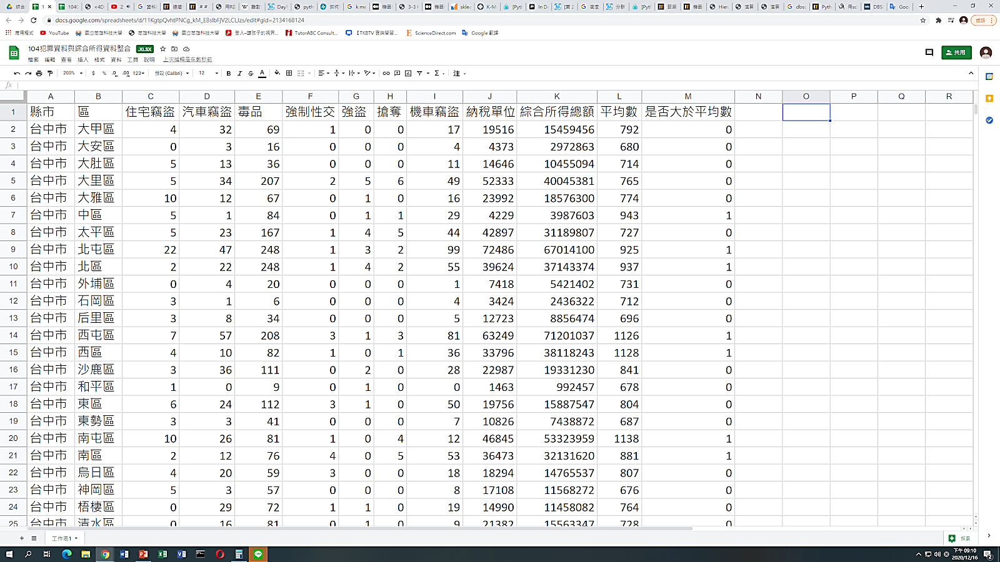 docs.google.com/spreadsheets/d/11KgtpQvhtPNCg_kM_EBsIbFjV2LCLJzs/edit#gid=2134168124
應用程式 YouTube 國立高雄科技大學 高雄科技大學 國立高雄科技大學 登入–讓孩子的視界... TutorABC Consult... 【TKBTV 雲端學習... ScienceDirect.com Google 翻譯
104犯罪資料與綜合所得資料整合 .XLSX
共用
檔案 編輯 查看 插入 格式 資料 工具 說明 上次編輯是在數秒前
200% $ % .0 .00 123 預設 (Calibri) 12 B I S A 注
fx
A B C D E F G H I J K L M N O P Q R
1 縣市 區 住宅竊盜 汽車竊盜 毒品 強制性交 強盜 搶奪 機車竊盜 納稅單位 綜合所得總額 平均數 是否大於平均數
2 台中市 大甲區 4 32 69 1 0 0 17 19516 15459456 792 0
3 台中市 大安區 0 3 16 0 0 0 4 4373 2972863 680 0
4 台中市 大肚區 5 13 36 0 0 0 11 14646 10455094 714 0
5 台中市 大里區 5 34 207 2 5 6 49 52333 40045381 765 0
6 台中市 大雅區 10 12 67 0 1 0 16 23992 18576300 774 0
7 台中市 中區 5 1 84 0 1 1 29 4229 3987603 943 1
8 台中市 太平區 5 23 167 1 4 5 44 42897 31189807 727 0
9 台中市 北屯區 22 47 248 1 3 2 99 72486 67014100 925 1
10 台中市 北區 2 22 248 1 4 2 55 39624 37143374 937 1
11 台中市 外埔區 0 4 20 0 0 0 1 7418 5421402 731 0
12 台中市 石岡區 3 1 6 0 0 0 4 3424 2436322 712 0
13 台中市 后里區 3 8 34 0 0 0 5 12723 8856474 696 0
14 台中市 西屯區 7 57 208 3 1 3 81 63249 71201037 1126 1
15 台中市 西區 4 10 82 1 0 1 36 33796 38118243 1128 1
16 台中市 沙鹿區 3 36 111 0 2 0 28 22987 19331230 841 0
17 台中市 和平區 1 0 9 0 1 0 0 1463 992457 678 0
18 台中市 東區 6 24 112 3 1 0 50 19756 15887547 804 0
19 台中市 東勢區 3 3 41 0 0 0 7 10826 7438872 687 0
20 台中市 南屯區 10 26 81 1 0 4 12 46845 53323959 1138 1
21 台中市 南區 2 12 76 4 0 5 53 36473 32131620 881 1
22 台中市 烏日區 4 20 59 3 0 0 18 18294 14765537 807 0
23 台中市 神岡區 5 3 57 0 0 0 8 17108 11568272 676 0
24 台中市 梧棲區 0 29 72 1 1 0 19 14990 11458082 764 0
25 台中市 清水區 0 16 81 0 1 0 9 21382 15563347 728 0
工作表1
探索
下午 09:10
2020/12/16